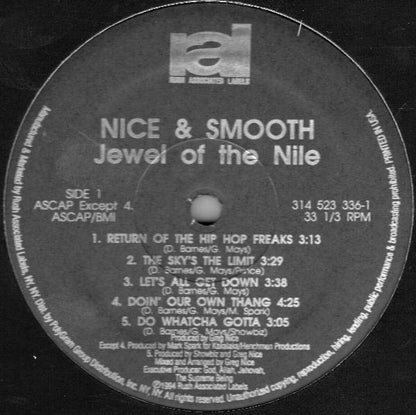 ral
RUSH ASSOCIATED LABELS
NICE & SMOOTH
Jewel of the Nile
SIDE 1
ASCAP Except 4.
ASCAP/BMI
314 523 336-1
33 1/3 RPM
1. RETURN OF THE HIP HOP FREAKS 3:13
(D. Barnes/G. Mays)
2. THE SKY'S THE LIMIT 3:29
(D. Barnes/G. Mays/Patice)
3. LET'S ALL GET DOWN 3:38
(D. Barnes/G. Mays)
4. DOIN' OUR OWN THANG 4:25
(D. Barnes/G. Mays/M. Spark)
5. DO WHATCHA GOTTA 3:05
(D. Barnes/G. Mays/Showbiz)
Produced by Greg Nice
Except 4. Produced by Mark Spark for Henchmen Productions
5. Produced by Showbiz and Greg Nice
Mixed and Arranged by Greg Nice
Executive Producer: God, Allah, Jehovah,
The Supreme Being
℗1994 Rush Associated Labels
Manufactured & Marketed by Rush Associated Labels, NY, NY. Dist. by PolyGram Group Distribution, Inc. NY, NY. All rights reserved. Unauthorized copying, reproduction, hiring, lending, public performance & broadcasting prohibited. PRINTED IN USA.